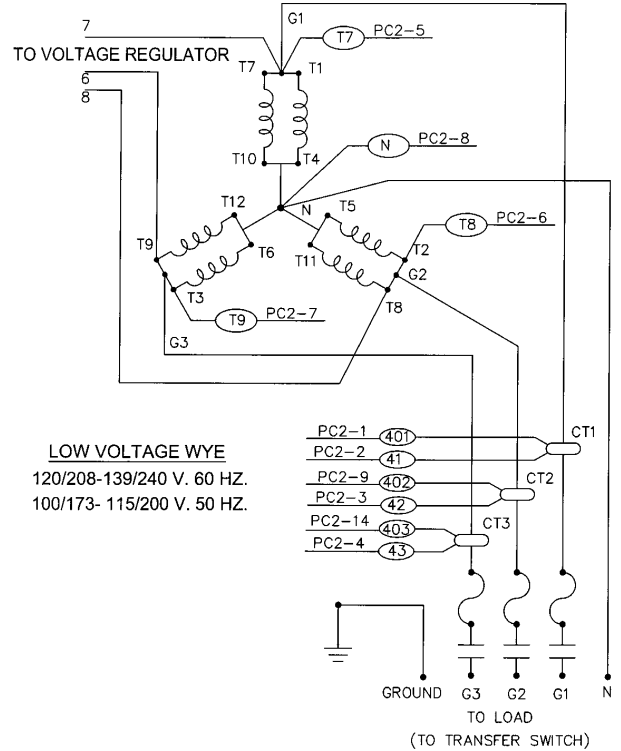 7
G1
T7
PC2-5
TO VOLTAGE REGULATOR
T7 T1
6
8
T10 T4
N
PC2-8
T12
N
T5
T9
T6
T11
T8
PC2-6
T2
G2
T3
T8
T9
PC2-7
G3
LOW VOLTAGE WYE
120/208-139/240 V. 60 HZ.
100/173- 115/200 V. 50 HZ.
PC2-1 401
CT1
PC2-2 41
PC2-9 402
CT2
PC2-3 42
PC2-14 403
CT3
PC2-4 43
GROUND G3 G2 G1 N
TO LOAD
(TO TRANSFER SWITCH)